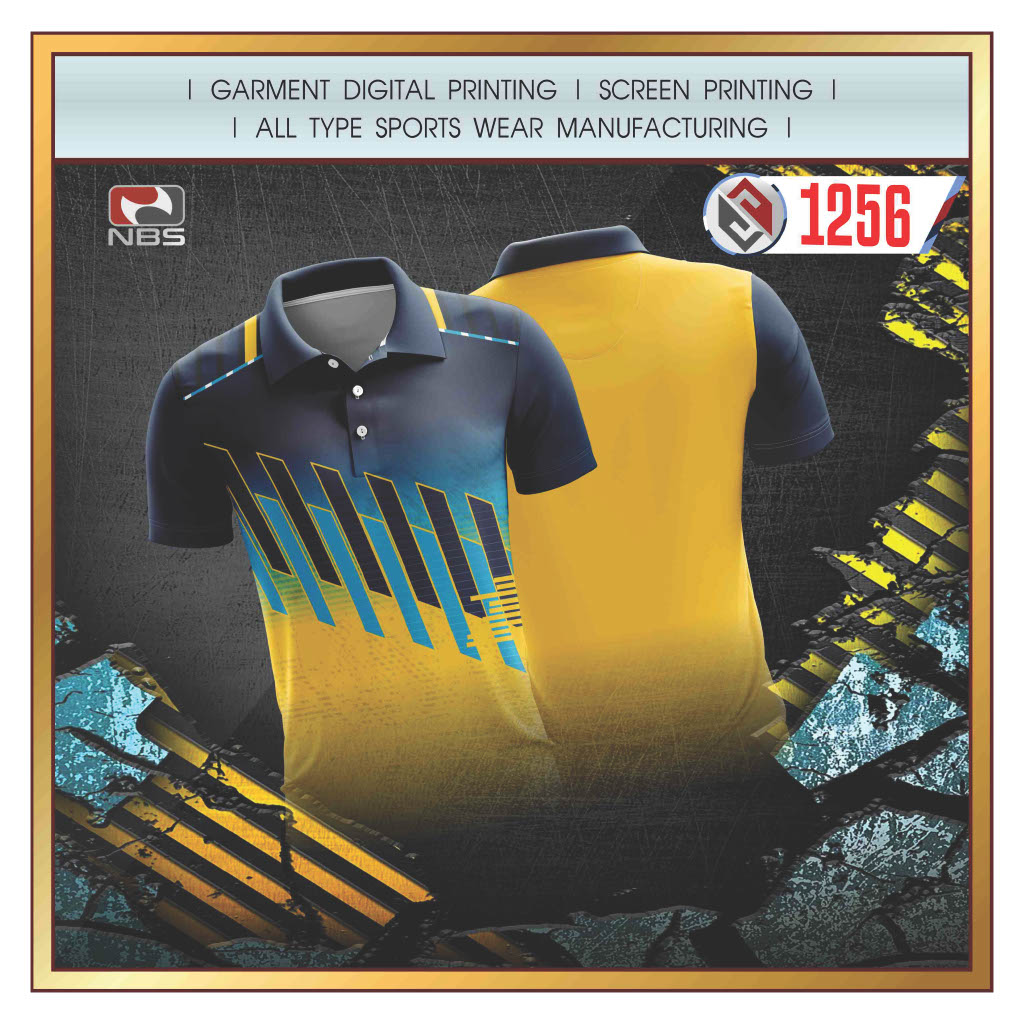 | GARMENT DIGITAL PRINTING | SCREEN PRINTING |
| ALL TYPE SPORTS WEAR MANUFACTURING |
NBS
1256